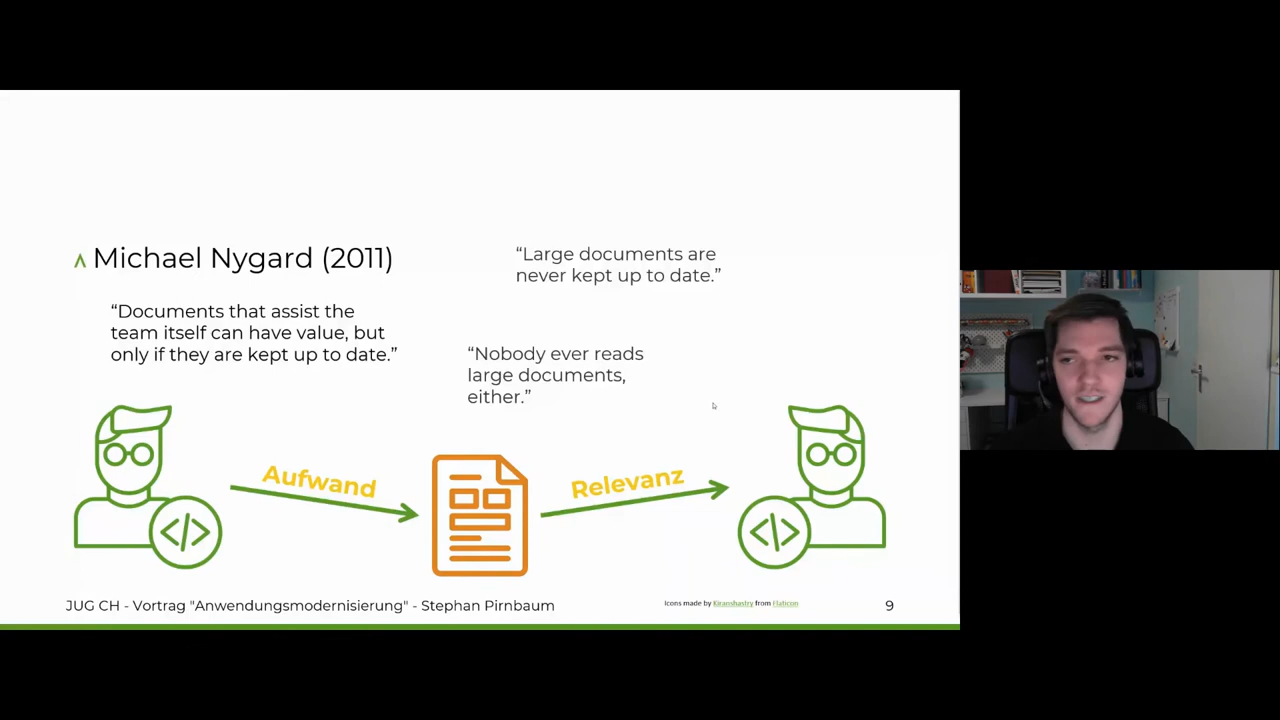 Michael Nygard (2011)
“Large documents are
never kept up to date.”
“Documents that assist the
team itself can have value, but
only if they are kept up to date.”
“Nobody ever reads
large documents,
either.”
Aufwand
Relevanz
</>
</>
JUG CH - Vortrag "Anwendungsmodernisierung" - Stephan Pirnbaum
Icons made by Kiranshastry from Flaticon
9